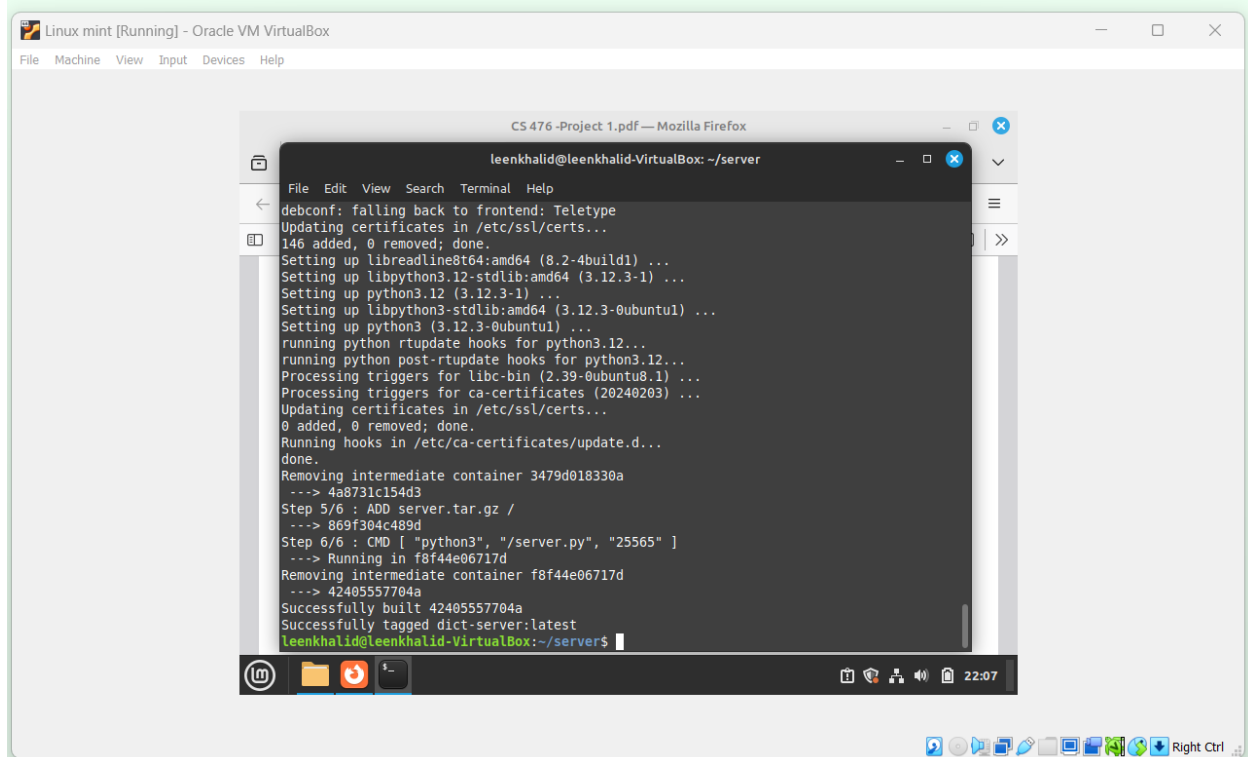 Linux mint [Running] - Oracle VM VirtualBox
File Machine View Input Devices Help
CS 476 -Project 1.pdf — Mozilla Firefox
leenkhalid@leenkhalid-VirtualBox: ~/server
File Edit View Search Terminal Help
debconf: falling back to frontend: Teletype
Updating certificates in /etc/ssl/certs...
146 added, 0 removed; done.
Setting up libreadline8t64:amd64 (8.2-4build1) ...
Setting up libpython3.12-stdlib:amd64 (3.12.3-1) ...
Setting up python3.12 (3.12.3-1) ...
Setting up libpython3-stdlib:amd64 (3.12.3-0ubuntu1) ...
Setting up python3 (3.12.3-0ubuntu1) ...
running python rtupdate hooks for python3.12...
running python post-rtupdate hooks for python3.12...
Processing triggers for libc-bin (2.39-0ubuntu8.1) ...
Processing triggers for ca-certificates (20240203) ...
Updating certificates in /etc/ssl/certs...
0 added, 0 removed; done.
Running hooks in /etc/ca-certificates/update.d...
done.
Removing intermediate container 3479d018330a
---> 4a8731c154d3
Step 5/6 : ADD server.tar.gz /
---> 869f304c489d
Step 6/6 : CMD [ "python3", "/server.py", "25565" ]
---> Running in f8f44e06717d
Removing intermediate container f8f44e06717d
---> 42405557704a
Successfully built 42405557704a
Successfully tagged dict-server:latest
leenkhalid@leenkhalid-VirtualBox:~/server$
22:07
Right Ctrl